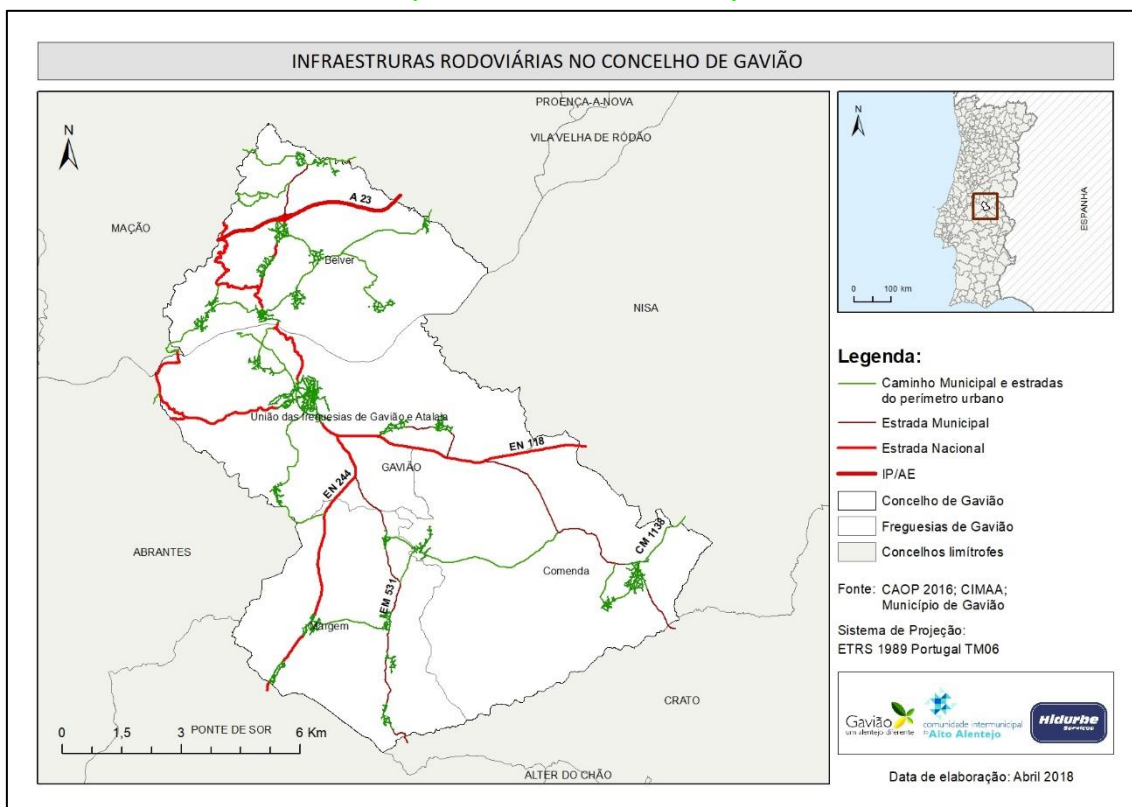 INFRAESTRURAS RODOVIÁRIAS NO CONCELHO DE GAVIÃO
N
PROENÇA-A-NOVA
VILA VELHA DE RÓDÃO
A 23
MAÇÃO
Belver
NISA
União das freguesias de Gavião e Atalaia
EN 118
GAVIÃO
EN 244
ABRANTES
CM 1138
Comenda
EM 531
Margem
CRATO
PONTE DE SOR
0 1,5 3 6 Km
ALTER DO CHÃO
N
ESPANHA
0 100 km
Legenda:
Caminho Municipal e estradas
do perímetro urbano
Estrada Municipal
Estrada Nacional
IP/AE
Concelho de Gavião
Freguesias de Gavião
Concelhos limítrofes
Fonte: CAOP 2016; CIMAA;
Município de Gavião
Sistema de Projeção:
ETRS 1989 Portugal TM06
Gavião
um alentejo diferente
comunidade intermunicipal
do Alto Alentejo
Hidurbe
Serviços
Data de elaboração: Abril 2018